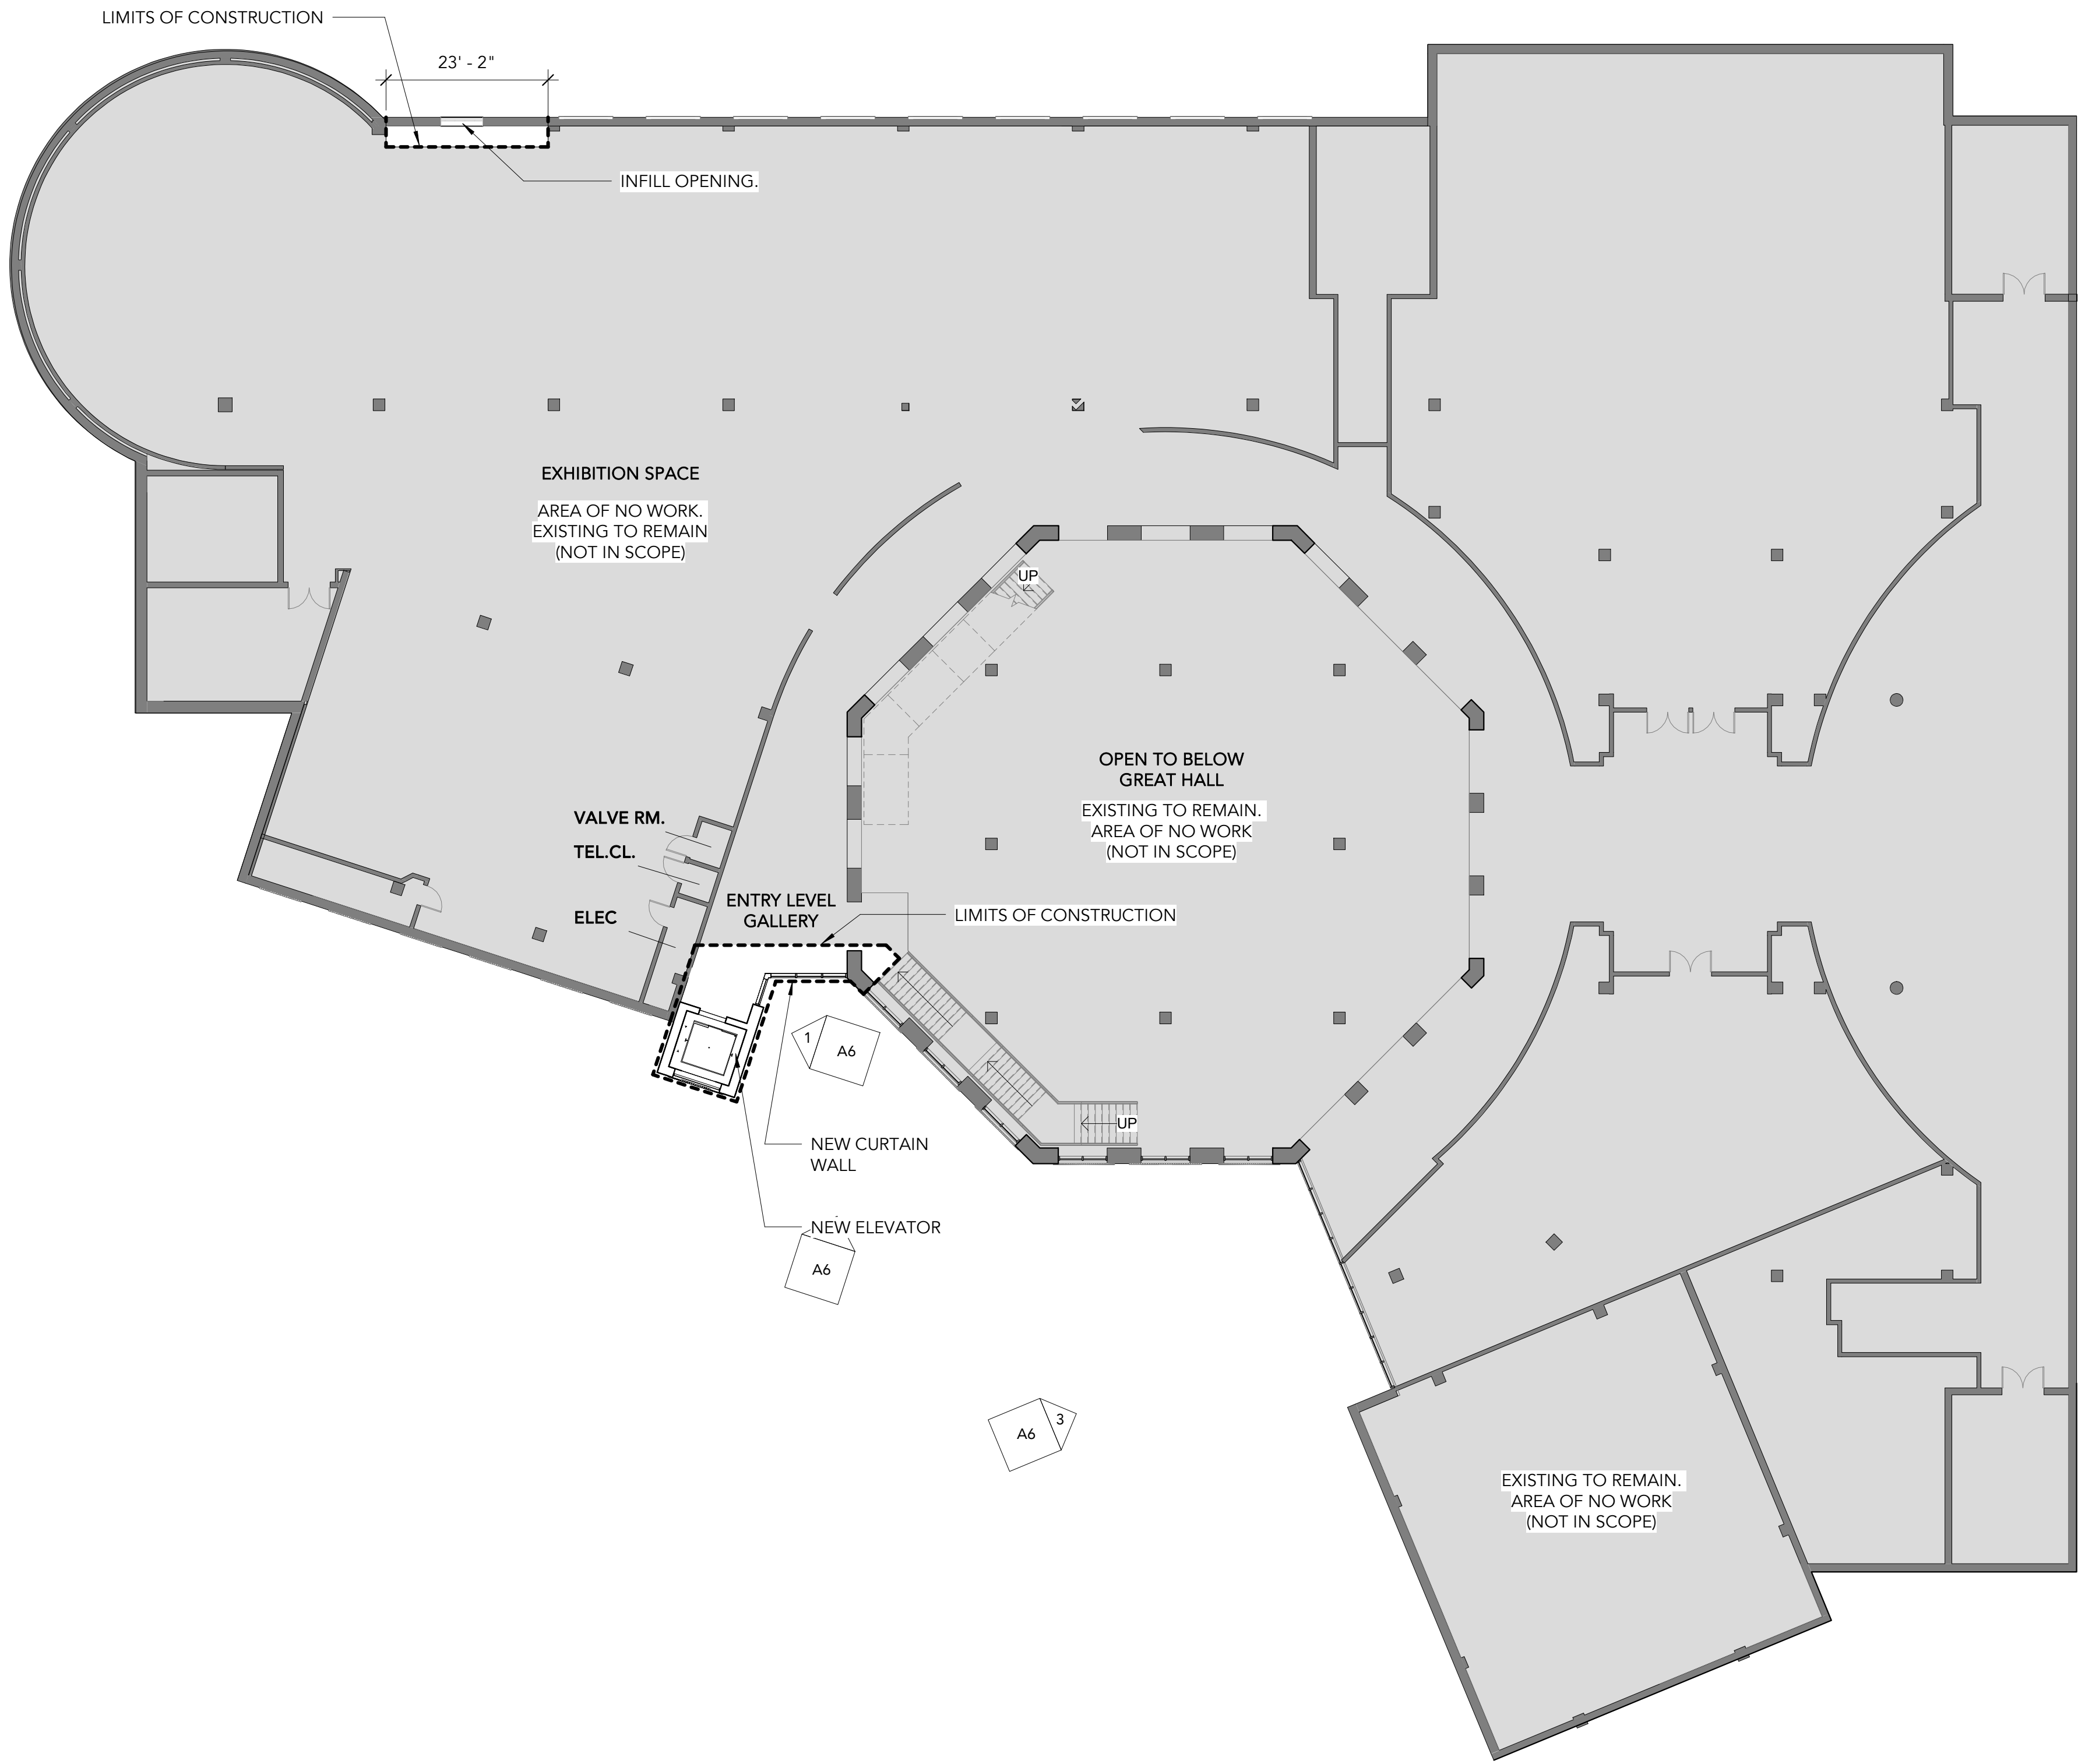 LIMITS OF CONSTRUCTION
23' - 2"
INFILL OPENING.
EXHIBITION SPACE
AREA OF NO WORK.
EXISTING TO REMAIN
(NOT IN SCOPE)
UP
OPEN TO BELOW
GREAT HALL
EXISTING TO REMAIN.
AREA OF NO WORK
(NOT IN SCOPE)
VALVE RM.
TEL.CL.
ELEC
ENTRY LEVEL
GALLERY
LIMITS OF CONSTRUCTION
1
A6
UP
NEW CURTAIN
WALL
NEW ELEVATOR
A6
3
A6
EXISTING TO REMAIN.
AREA OF NO WORK
(NOT IN SCOPE)